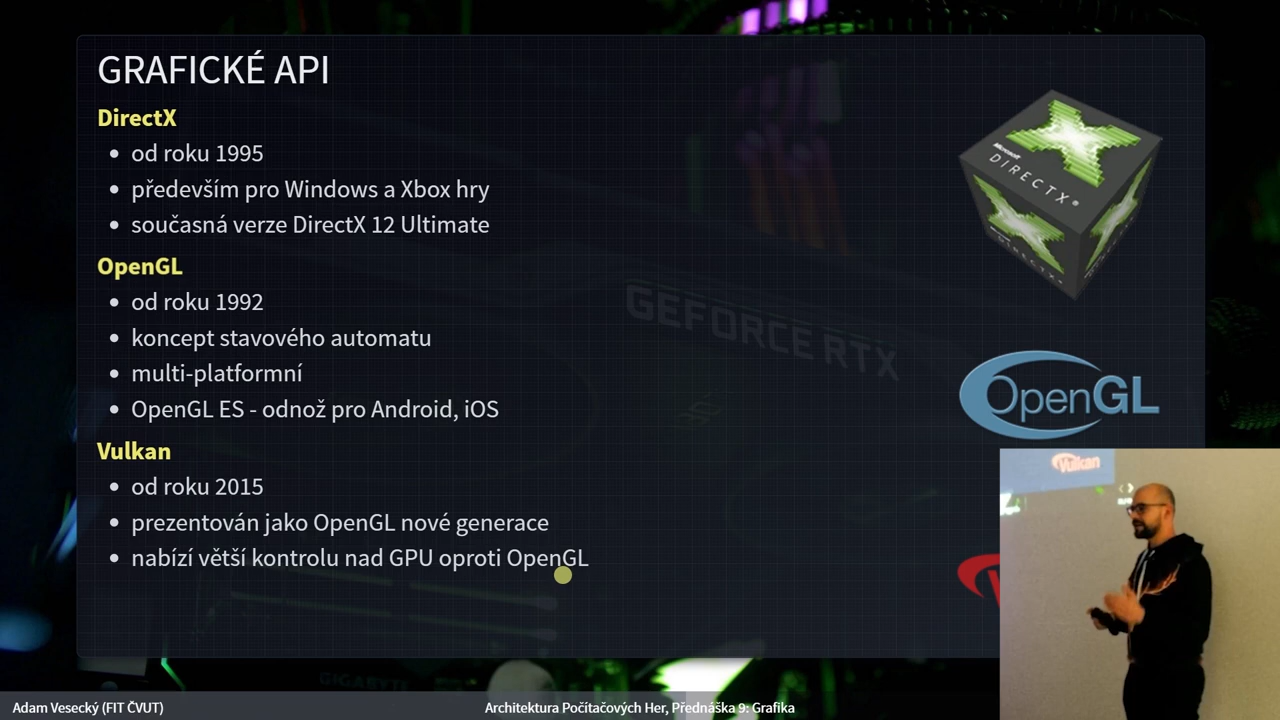 GRAFICKÉ API
DirectX
od roku 1995
především pro Windows a Xbox hry
současná verze DirectX 12 Ultimate
OpenGL
od roku 1992
koncept stavového automatu
multi-platformní
OpenGL ES - odnož pro Android, iOS
Vulkan
od roku 2015
prezentován jako OpenGL nové generace
nabízí větší kontrolu nad GPU oproti OpenGL
Microsoft
DIRECTX®
DIRECTX
GEFORCE RTX
OpenGL
Vulkan
GIGABYTE
Adam Vesecký (FIT ČVUT)
Architektura Počítačových Her, Přednáška 9: Grafika